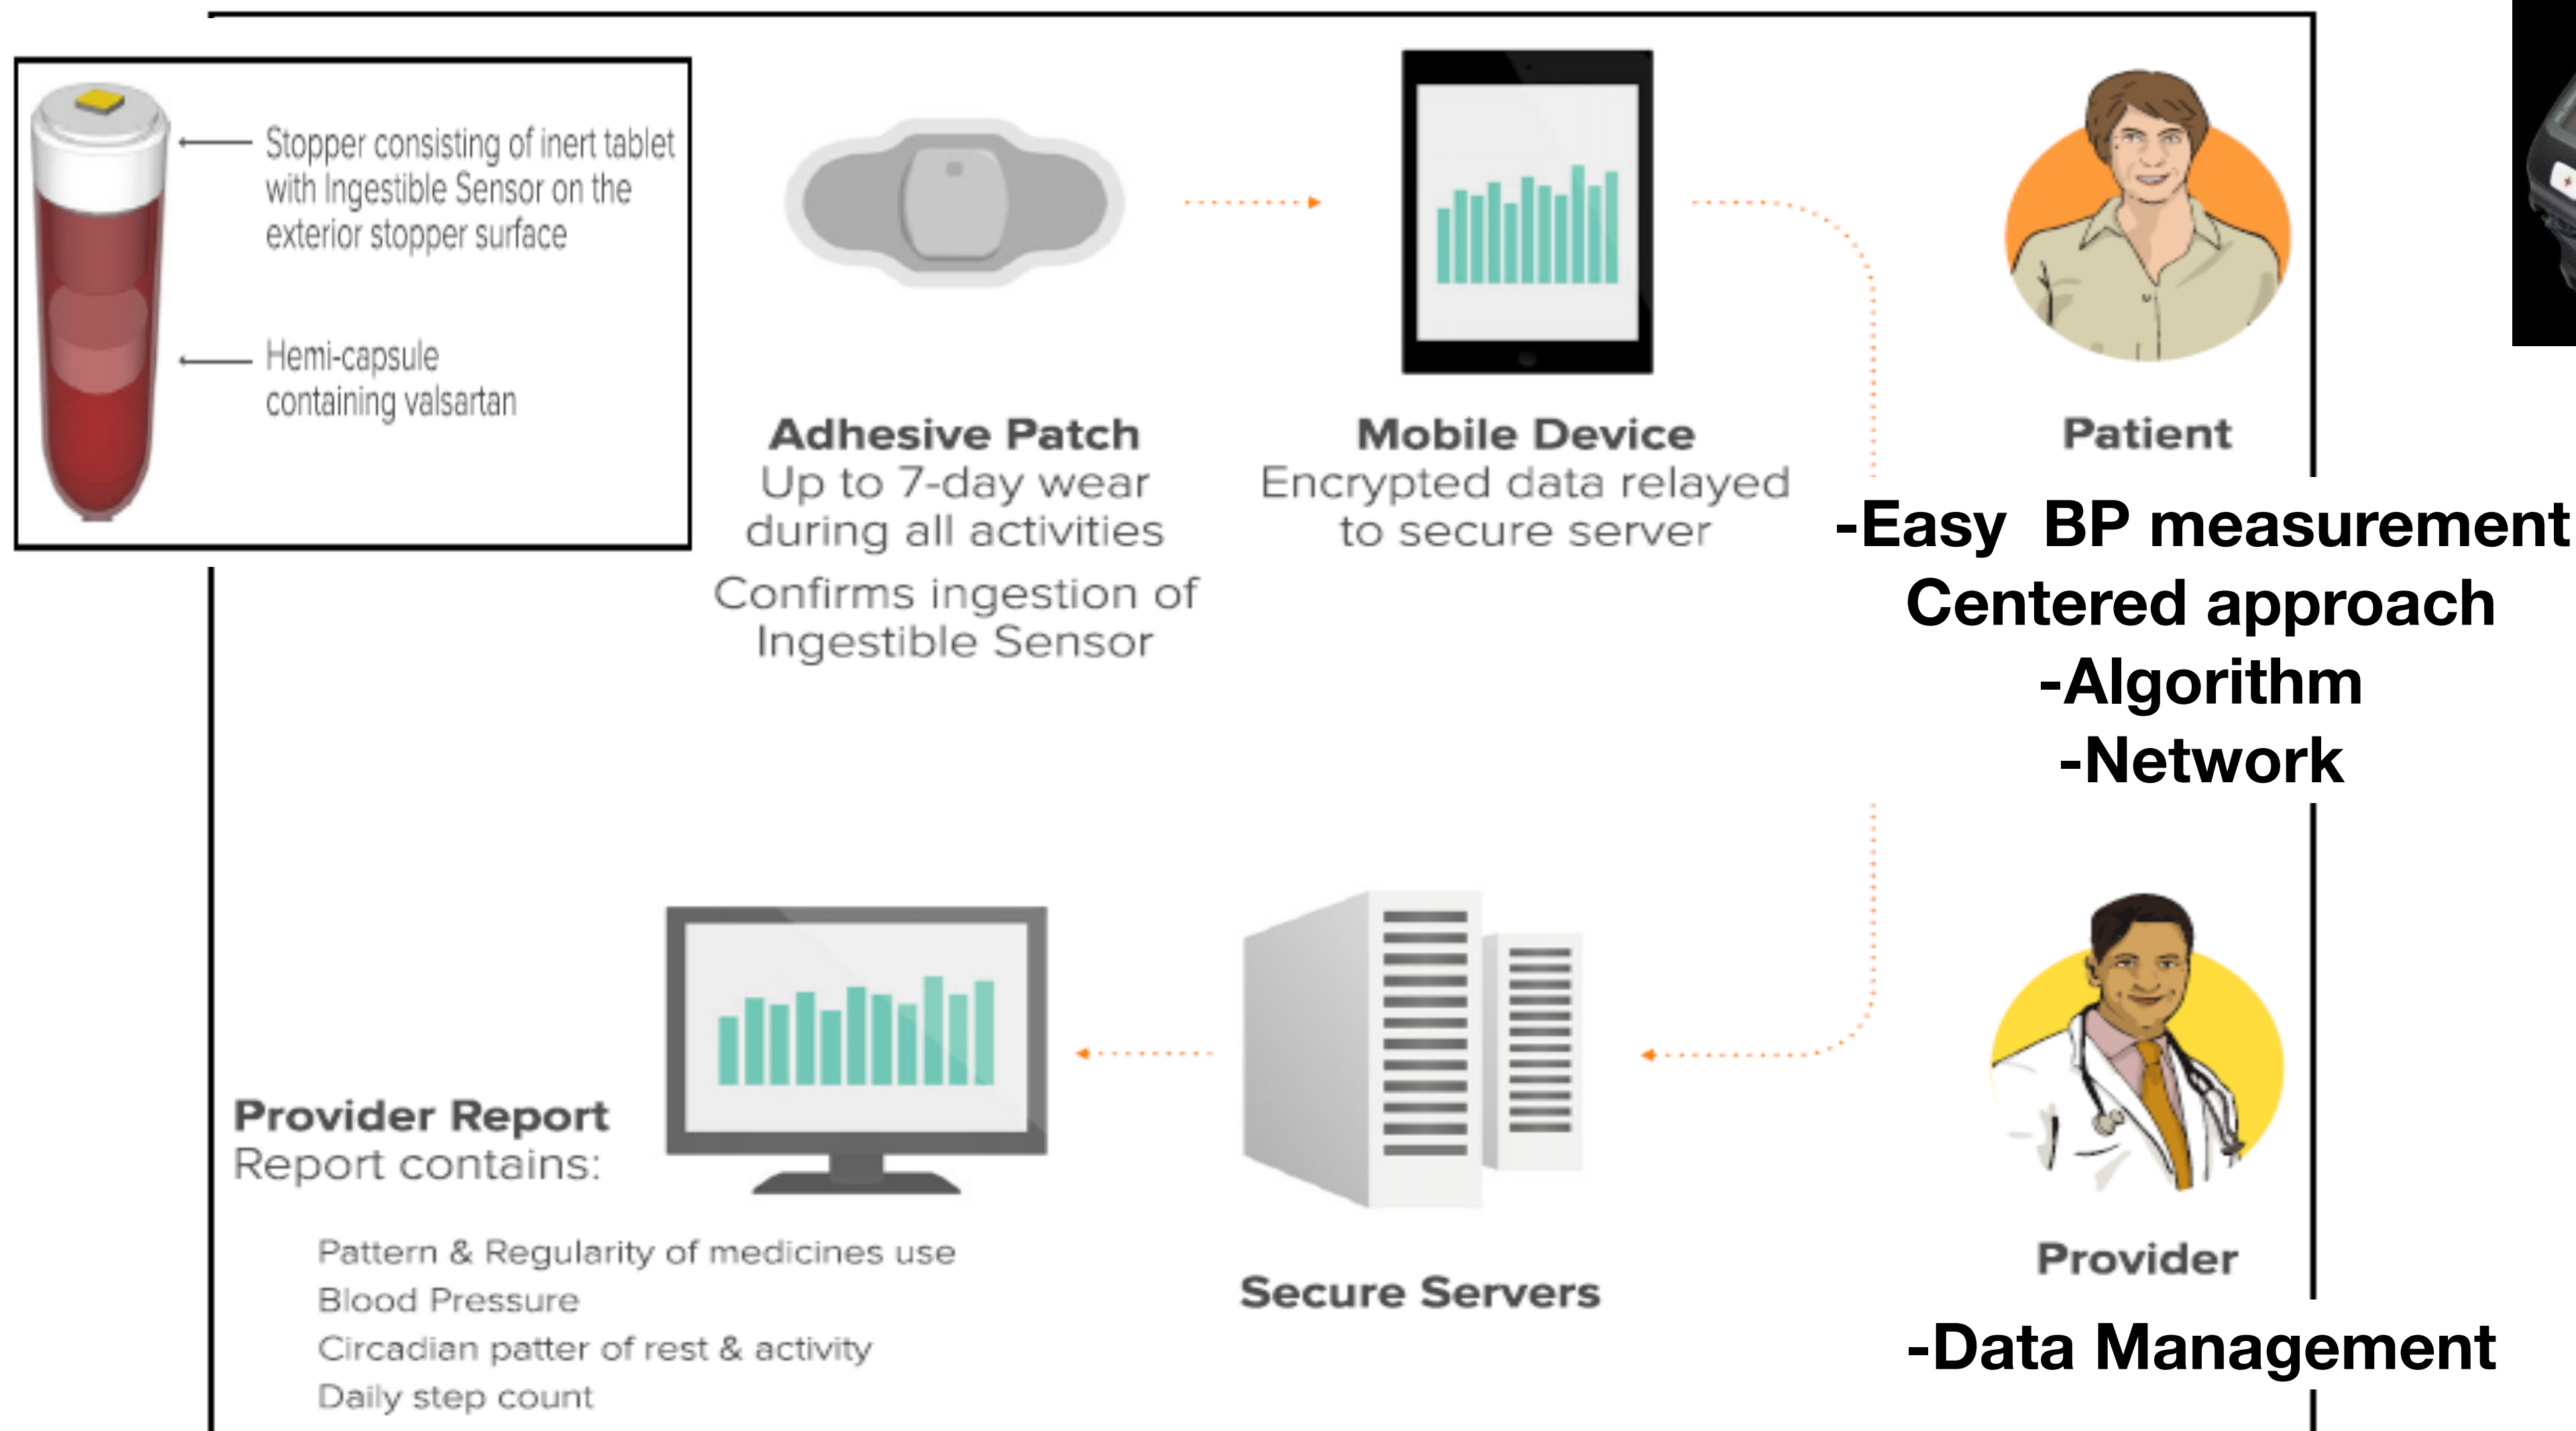 Stopper consisting of inert tablet
with Ingestible Sensor on the
exterior stopper surface
Hemi-capsule
containing valsartan
Adhesive Patch
Up to 7-day wear
during all activities
Confirms ingestion of
Ingestible Sensor
Mobile Device
Encrypted data relayed
to secure server
Patient
-Easy  BP measurement
Centered approach
-Algorithm
-Network
Provider Report
Report contains:
Pattern & Regularity of medicines use
Blood Pressure
Circadian patter of rest & activity
Daily step count
Secure Servers
Provider
-Data Management